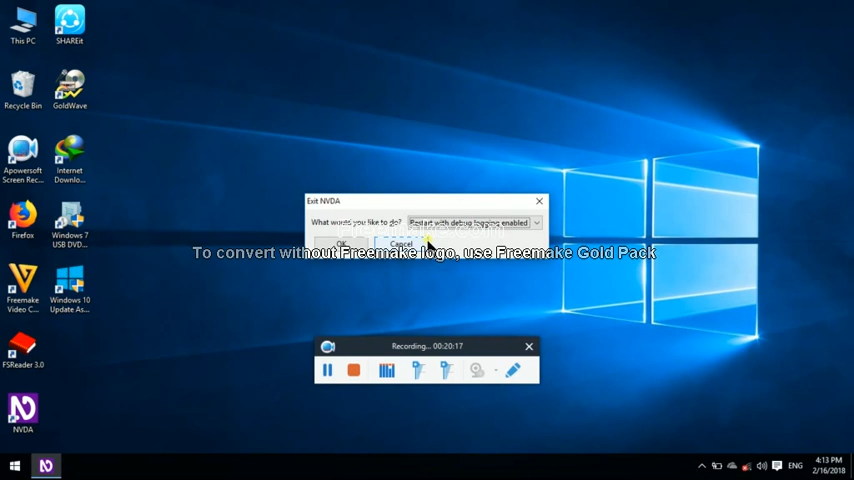 This PC
SHAREit
Recycle Bin
GoldWave
Apowersoft
Screen Rec...
Internet
Downlo...
Firefox
Windows 7
USB DVD...
Freemake
Video C...
Windows 10
Update As...
FSReader 3.0
NVDA
Exit NVDA
What would you like to do?
Restart with debug logging enabled
OK
Cancel
To convert without Freemake logo, use Freemake Gold Pack
Recording... 00:20:17
ENG
4:13 PM
2/16/2018